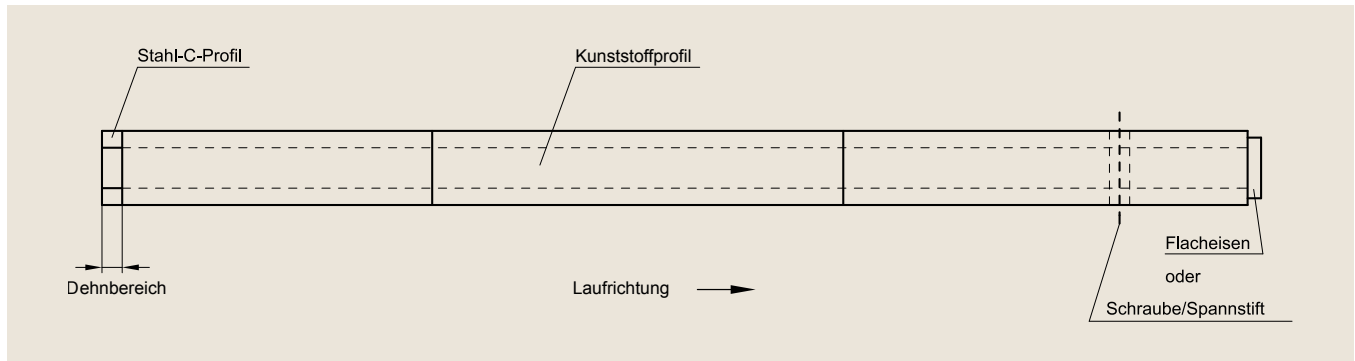 Stahl-C-Profil
Kunststoffprofil
Flacheisen
oder
Schraube/Spannstift
Dehnbereich
Laufrichtung